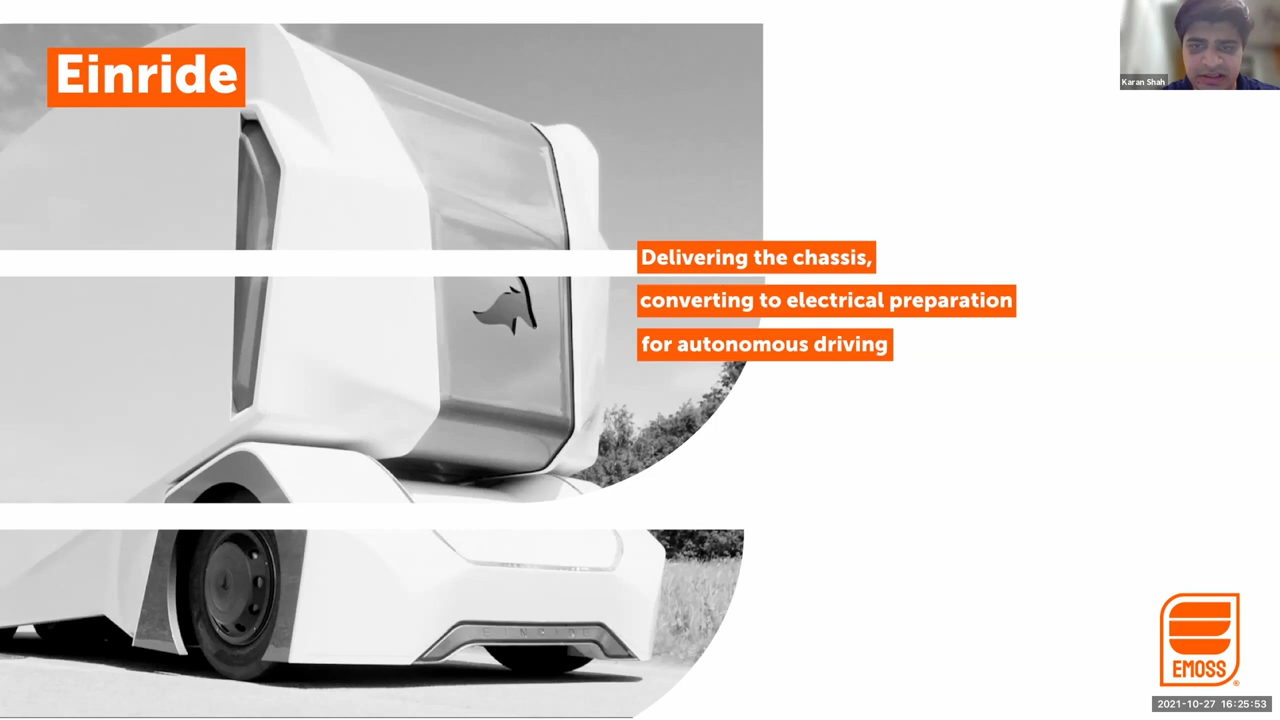 Einride
Karan Shah
Delivering the chassis,
converting to electrical preparation
for autonomous driving
EMOSS
®
2021-10-27 16:25:53